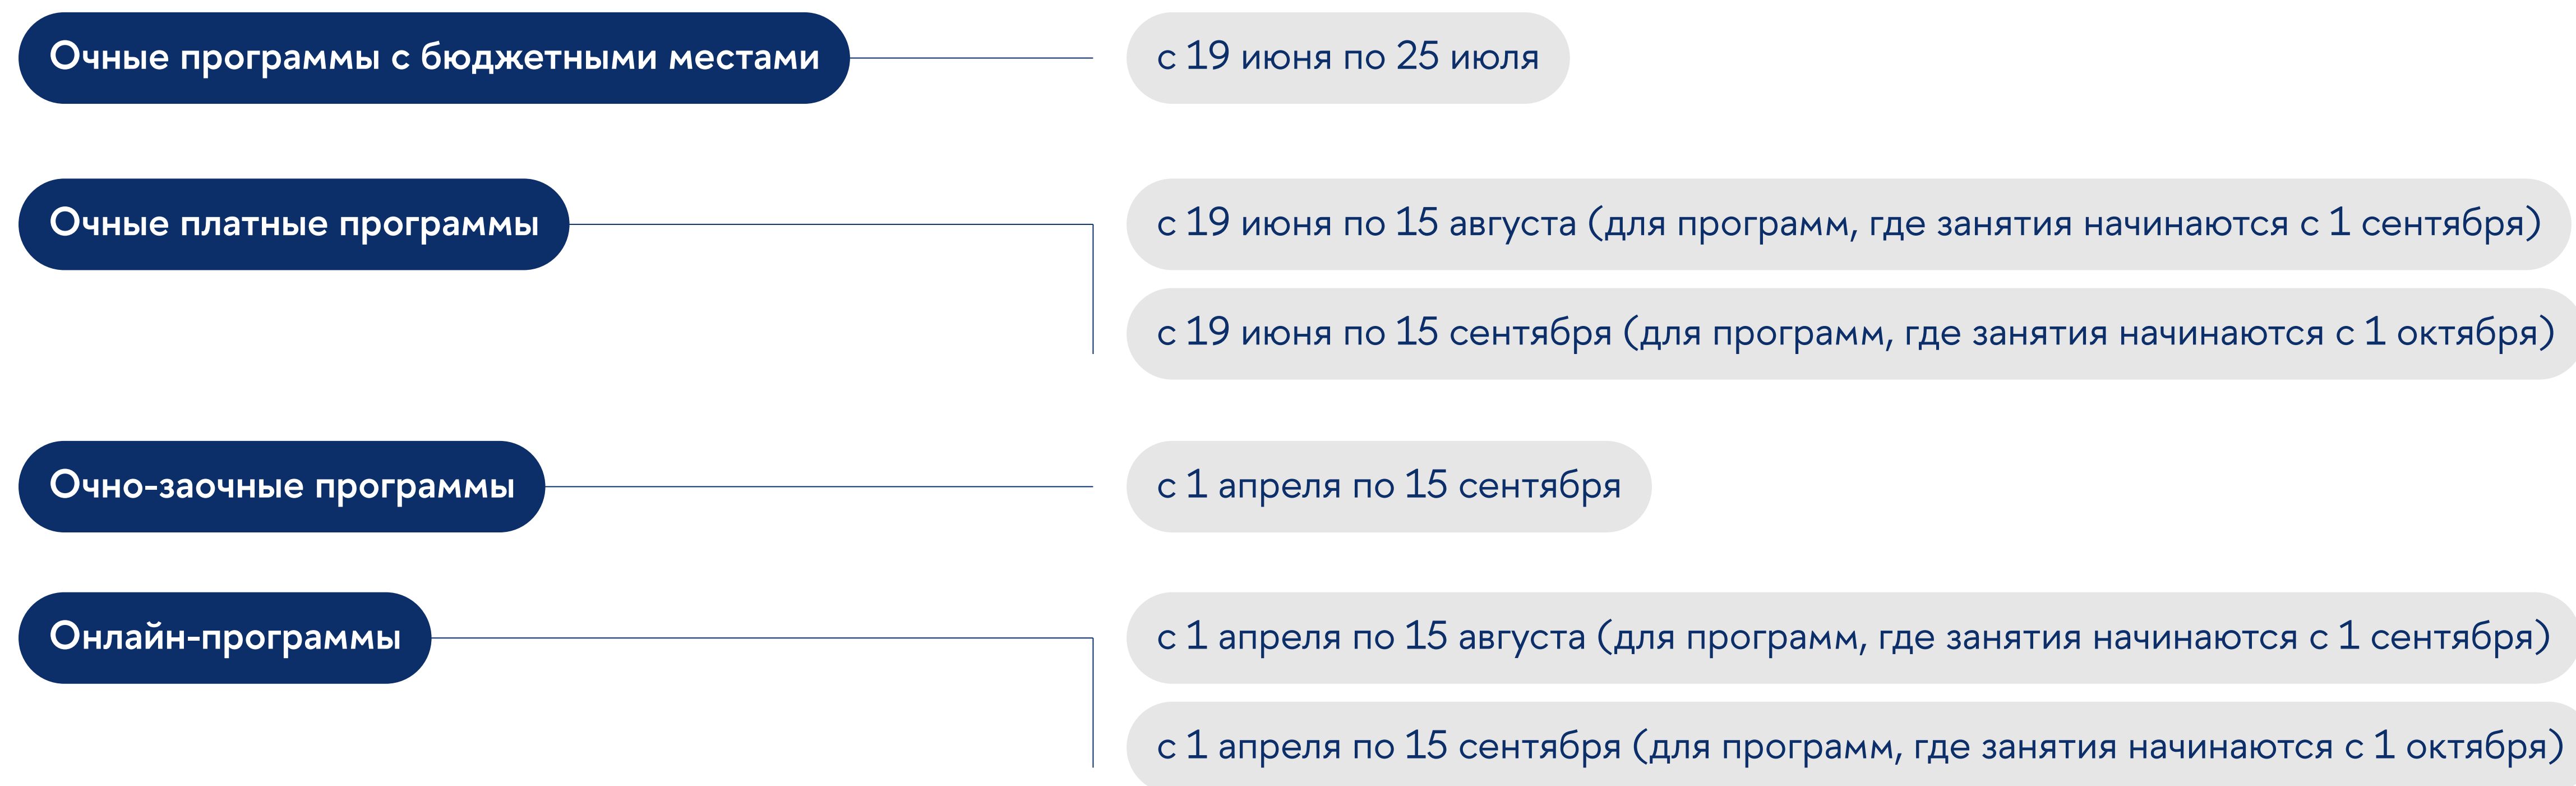 Очные программы с бюджетными местами
с 19 июня по 25 июля
Очные платные программы
с 19 июня по 15 августа (для программ, где занятия начинаются с 1 сентября)
с 19 июня по 15 сентября (для программ, где занятия начинаются с 1 октября)
Очно-заочные программы
с 1 апреля по 15 сентября
Онлайн-программы
с 1 апреля по 15 августа (для программ, где занятия начинаются с 1 сентября)
с 1 апреля по 15 сентября (для программ, где занятия начинаются с 1 октября)